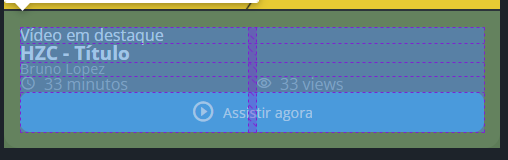 Vídeo em destaque
HZC - Título
Bruno Lopez
33 minutos 33 views
Assistir agora